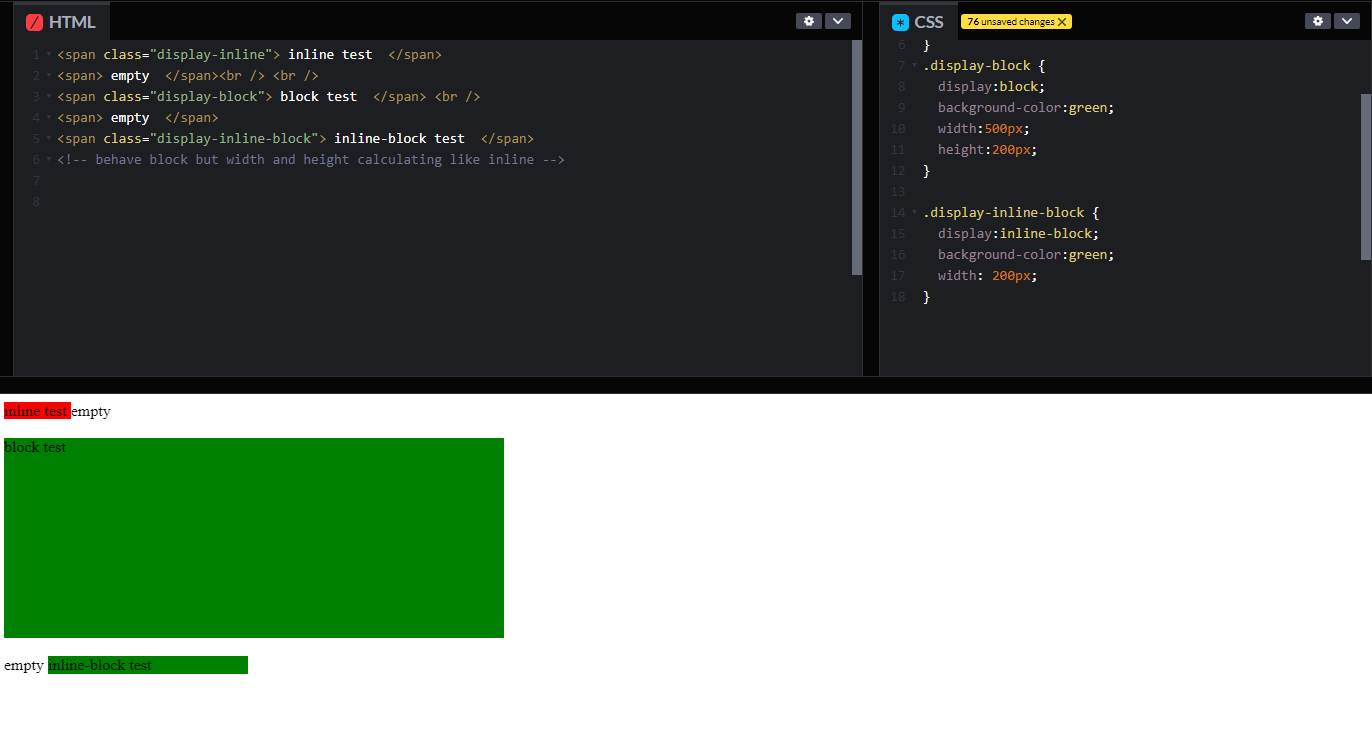 HTML
1 <span class="display-inline"> inline test  </span>
2 <span> empty  </span><br /> <br />
3 <span class="display-block"> block test  </span> <br />
4 <span> empty  </span>
5 <span class="display-inline-block"> inline-block test  </span>
6 <!-- behave block but width and height calculating like inline -->
7
8
CSS 76 unsaved changes
6 }
7 .display-block {
8 display:block;
9 background-color:green;
10 width:500px;
11 height:200px;
12 }
13
14 .display-inline-block {
15 display:inline-block;
16 background-color:green;
17 width: 200px;
18 }
inline test empty
block test
empty inline-block test